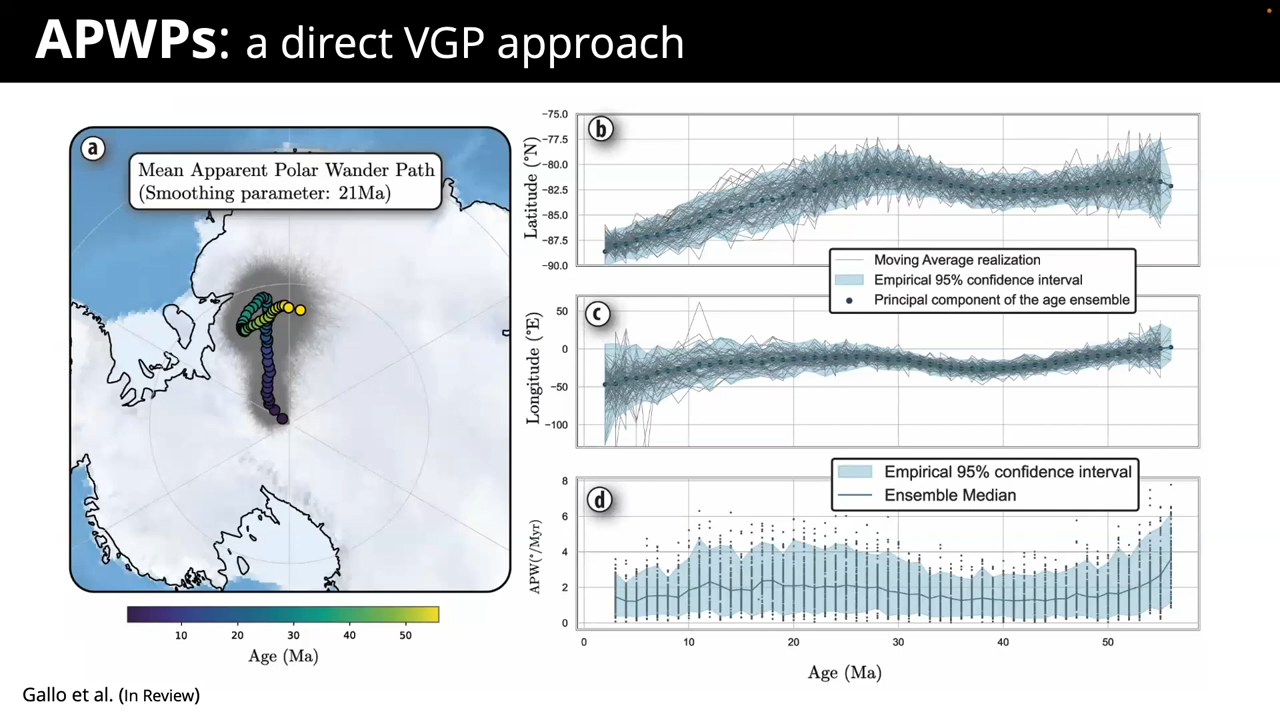 APWPs: a direct VGP approach
a
Mean Apparent Polar Wander Path
(Smoothing parameter: 21Ma)
10 20 30 40 50
Age (Ma)
b
Latitude (°N)
−75.0
−77.5
−80.0
−82.5
−85.0
−87.5
−90.0
Moving Average realization
Empirical 95% confidence interval
Principal component of the age ensemble
c
Longitude (°E)
50
0
−50
−100
Empirical 95% confidence interval
Ensemble Median
d
APW(°/Myr)
8
6
4
2
0
0 10 20 30 40 50
Age (Ma)
Gallo et al. (In Review)